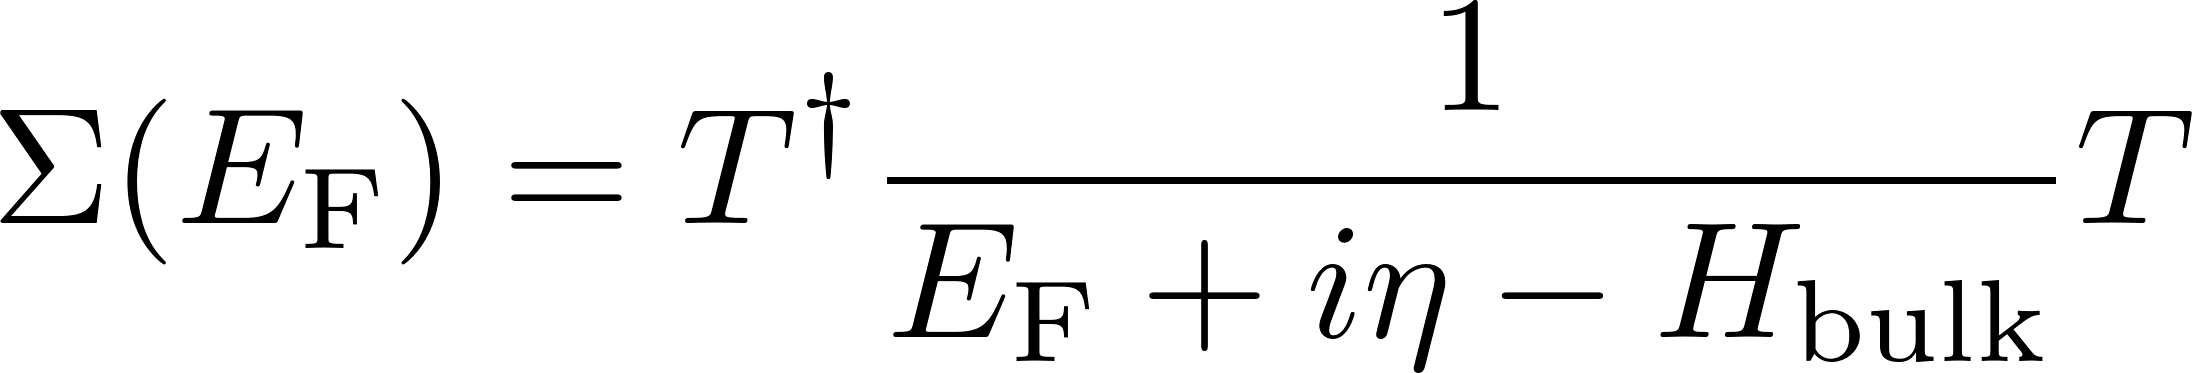 Σ(E_F) = T^† \frac{1}{E_F + iη − H_bulk} T